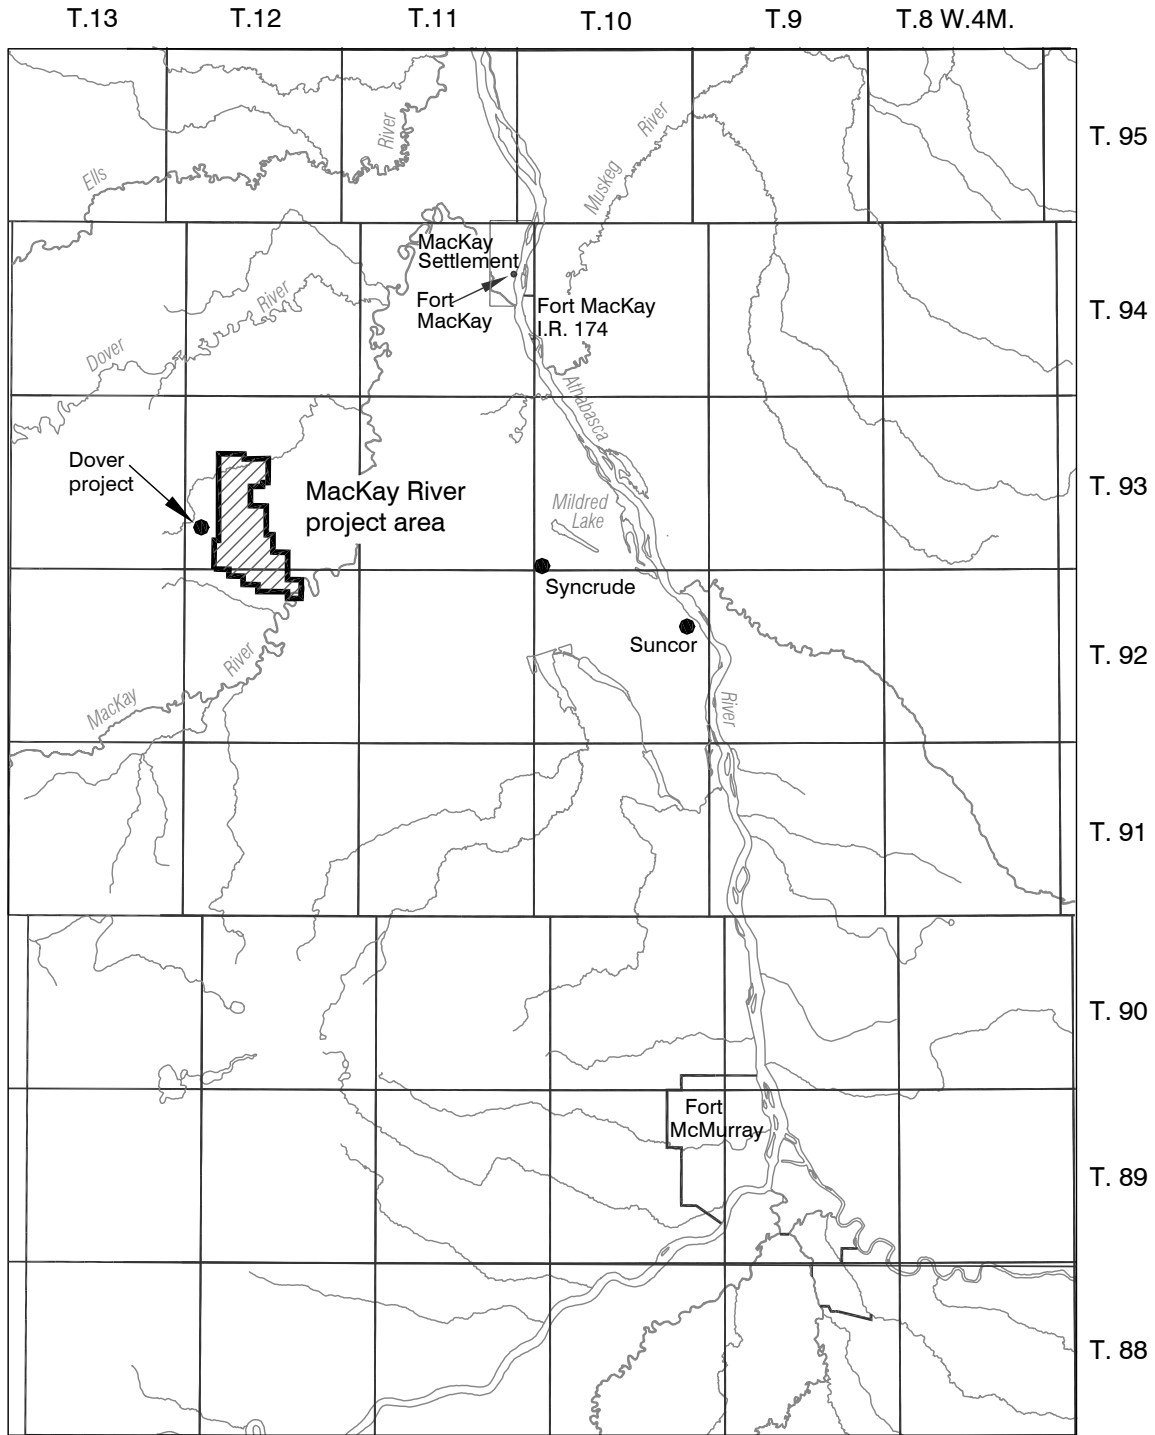 T.13 T.12 T.11 T.10 T.9 T.8 W.4M.
T. 95
River
River
Muskeg
Ells
MacKay
Settlement
Fort
MacKay
Fort MacKay
I.R. 174
T. 94
River
Dover
Athabasca
Dover
project
MacKay River
project area
Mildred
Lake
T. 93
Syncrude
Suncor
T. 92
River
MacKay
River
T. 91
T. 90
Fort
McMurray
T. 89
T. 88